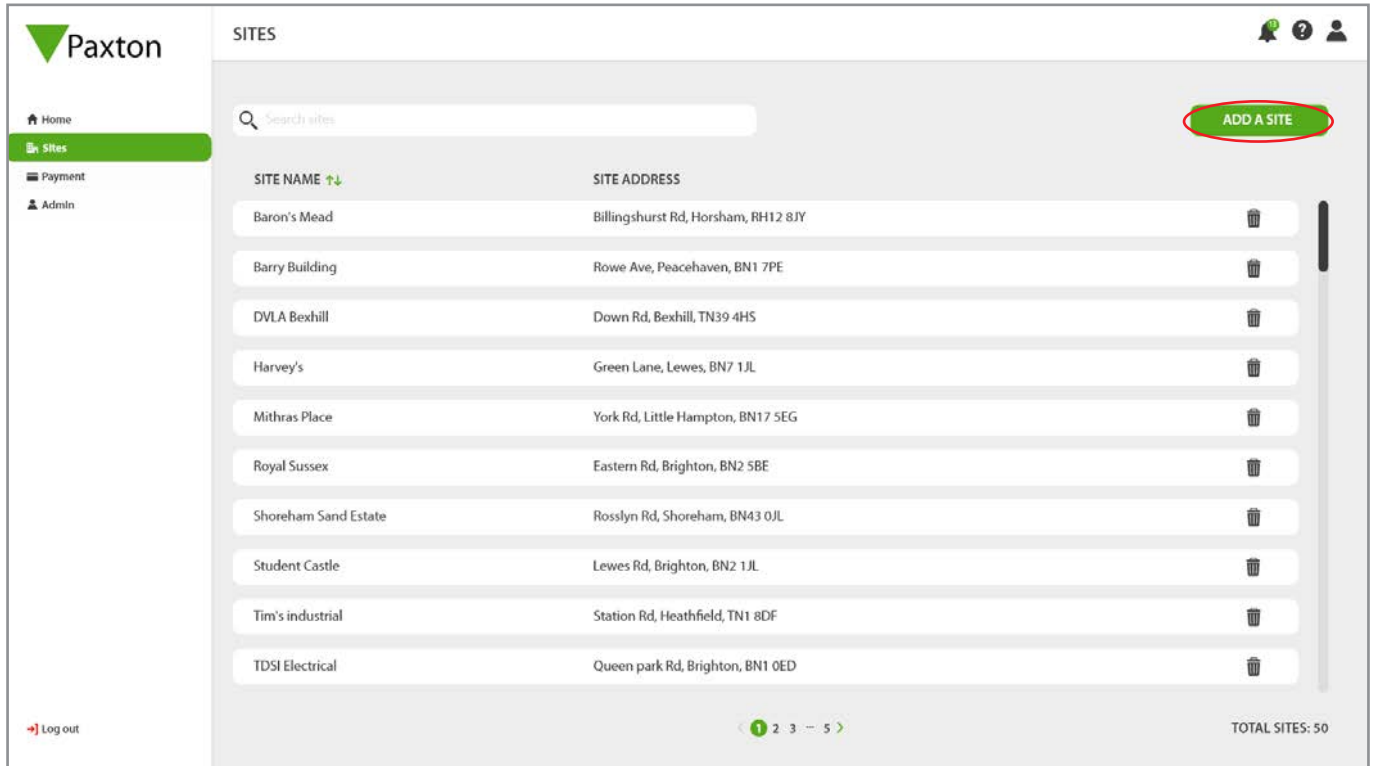 Paxton
SITES
13
Home
Search sites
ADD A SITE
Sites
Payment
SITE NAME SITE ADDRESS
Admin
Baron's Mead Billingshurst Rd, Horsham, RH12 8JY
Barry Building Rowe Ave, Peacehaven, BN1 7PE
DVLA Bexhill Down Rd, Bexhill, TN39 4HS
Harvey's Green Lane, Lewes, BN7 1JL
Mithras Place York Rd, Little Hampton, BN17 5EG
Royal Sussex Eastern Rd, Brighton, BN2 5BE
Shoreham Sand Estate Rosslyn Rd, Shoreham, BN43 0JL
Student Castle Lewes Rd, Brighton, BN2 1JL
Tim's industrial Station Rd, Heathfield, TN1 8DF
TDSI Electrical Queen park Rd, Brighton, BN1 0ED
Log out
1 2 3 ... 5
TOTAL SITES: 50